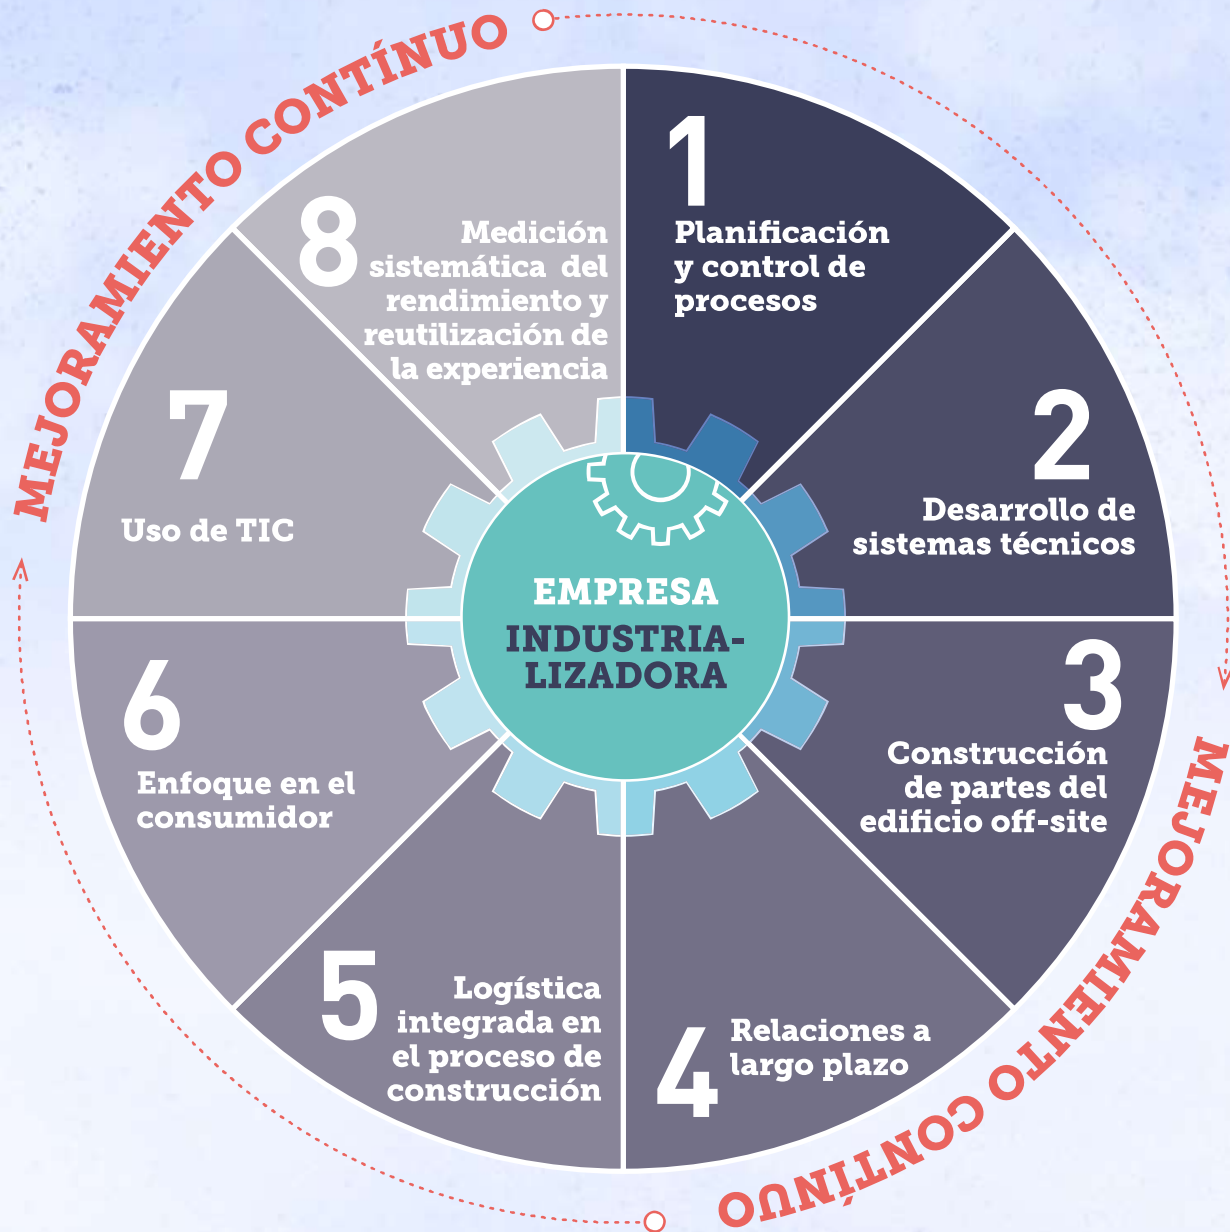 MEJORAMIENTO CONTÍNUO
1
Planificación
y control de
procesos
2
Desarrollo de
sistemas técnicos
3
Construcción
de partes del
edificio off-site
4
Relaciones a
largo plazo
5
Logística
integrada en
el proceso de
construcción
6
Enfoque en el
consumidor
7
Uso de TIC
8
Medición
sistemática del
rendimiento y
reutilización de
la experiencia
EMPRESA
INDUSTRIA-
LIZADORA
MEJORAMIENTO CONTÍNUO